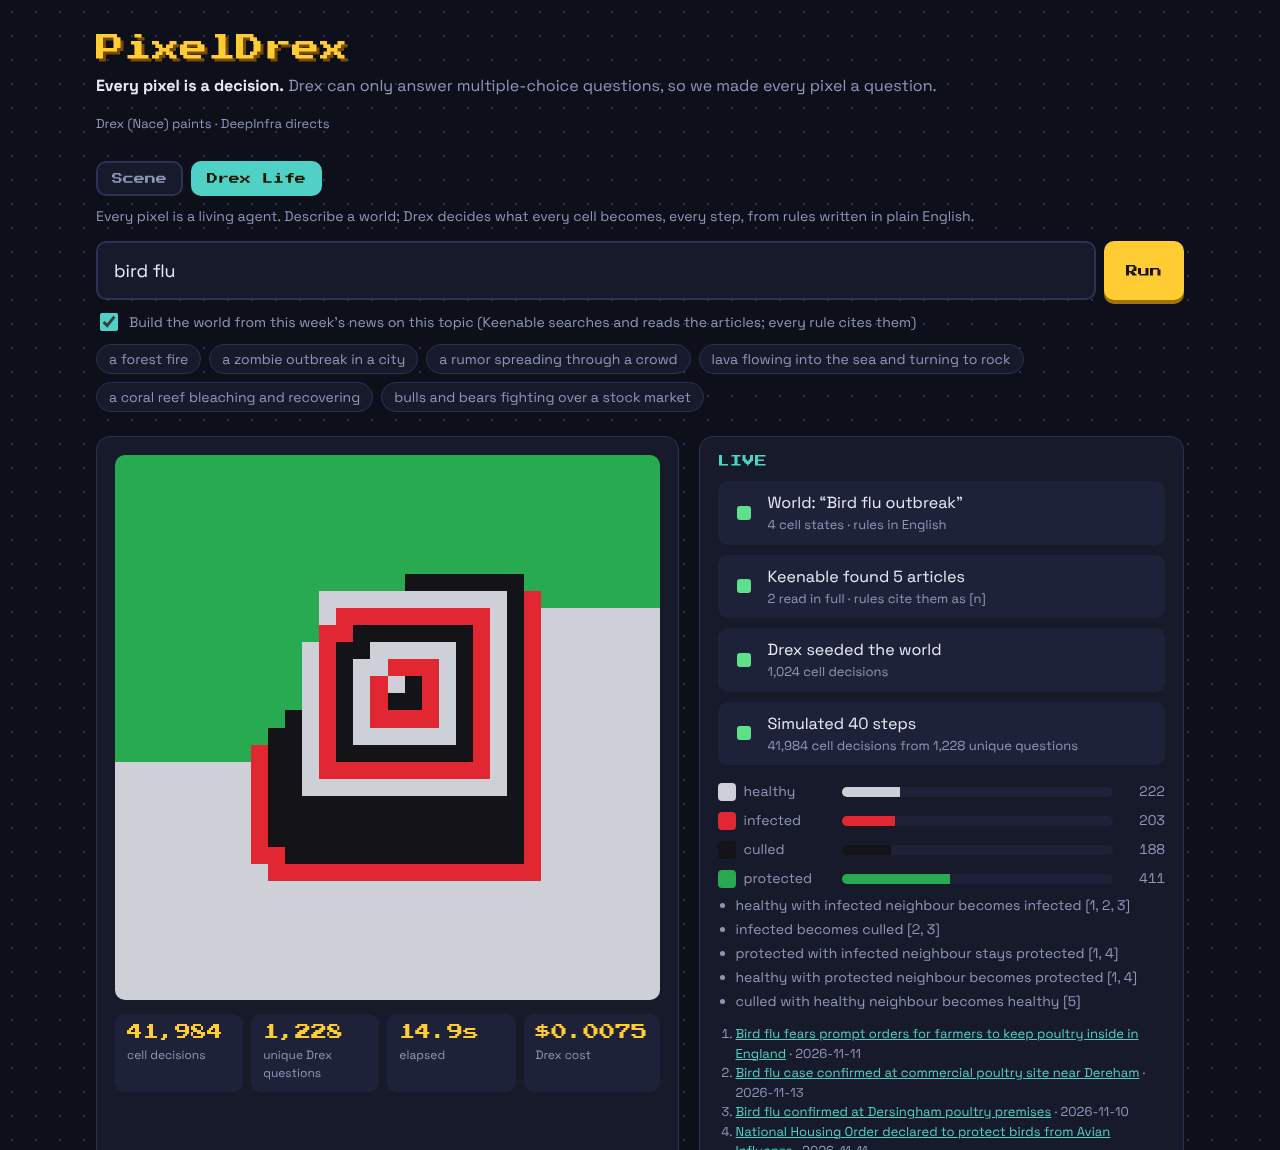 PixelDrex
Every pixel is a decision. Drex can only answer multiple-choice questions, so we made every pixel a question.
Drex (Nace) paints · DeepInfra directs
Scene
Drex Life
Every pixel is a living agent. Describe a world; Drex decides what every cell becomes, every step, from rules written in plain English.
bird flu
Run
Build the world from this week's news on this topic (Keenable searches and reads the articles; every rule cites them)
a forest fire
a zombie outbreak in a city
a rumor spreading through a crowd
lava flowing into the sea and turning to rock
a coral reef bleaching and recovering
bulls and bears fighting over a stock market
41,984
cell decisions
1,228
unique Drex
questions
14.9s
elapsed
$0.0075
Drex cost
LIVE
World: “Bird flu outbreak”
4 cell states · rules in English
Keenable found 5 articles
2 read in full · rules cite them as [n]
Drex seeded the world
1,024 cell decisions
Simulated 40 steps
41,984 cell decisions from 1,228 unique questions
healthy 222
infected 203
culled 188
protected 411
• healthy with infected neighbour becomes infected [1, 2, 3]
• infected becomes culled [2, 3]
• protected with infected neighbour stays protected [1, 4]
• healthy with protected neighbour becomes protected [1, 4]
• culled with healthy neighbour becomes healthy [5]
1. Bird flu fears prompt orders for farmers to keep poultry inside in
England · 2026-11-11
2. Bird flu case confirmed at commercial poultry site near Dereham ·
2026-11-13
3. Bird flu confirmed at Dersingham poultry premises · 2026-11-10
4. National Housing Order declared to protect birds from Avian